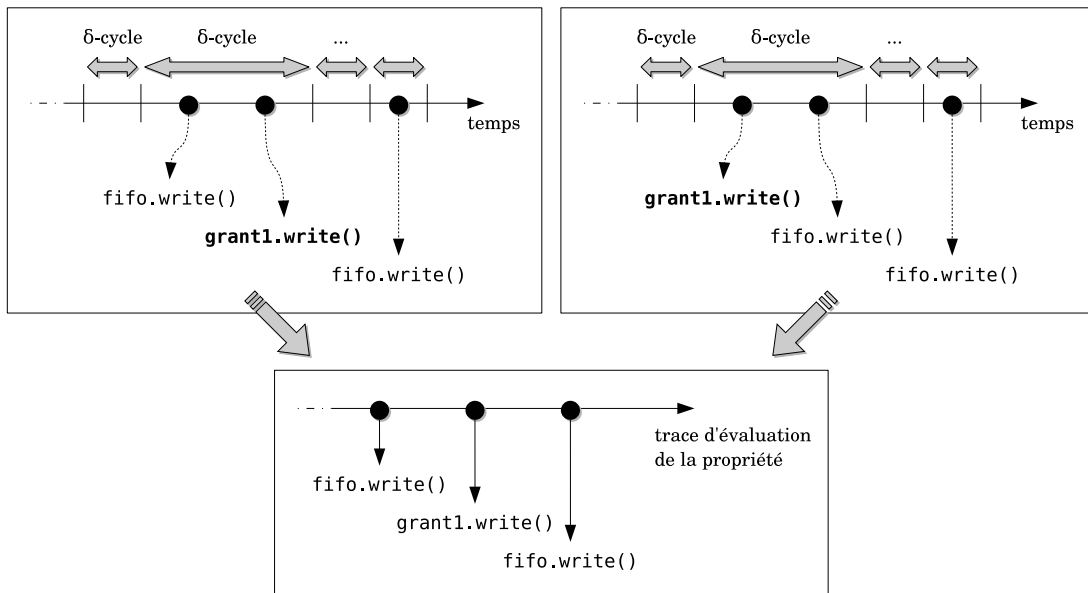 δ-cycle δ-cycle ...
temps
fifo.write()
grant1.write()
fifo.write()
δ-cycle δ-cycle ...
temps
grant1.write()
fifo.write()
fifo.write()
trace d'évaluation
de la propriété
fifo.write()
grant1.write()
fifo.write()